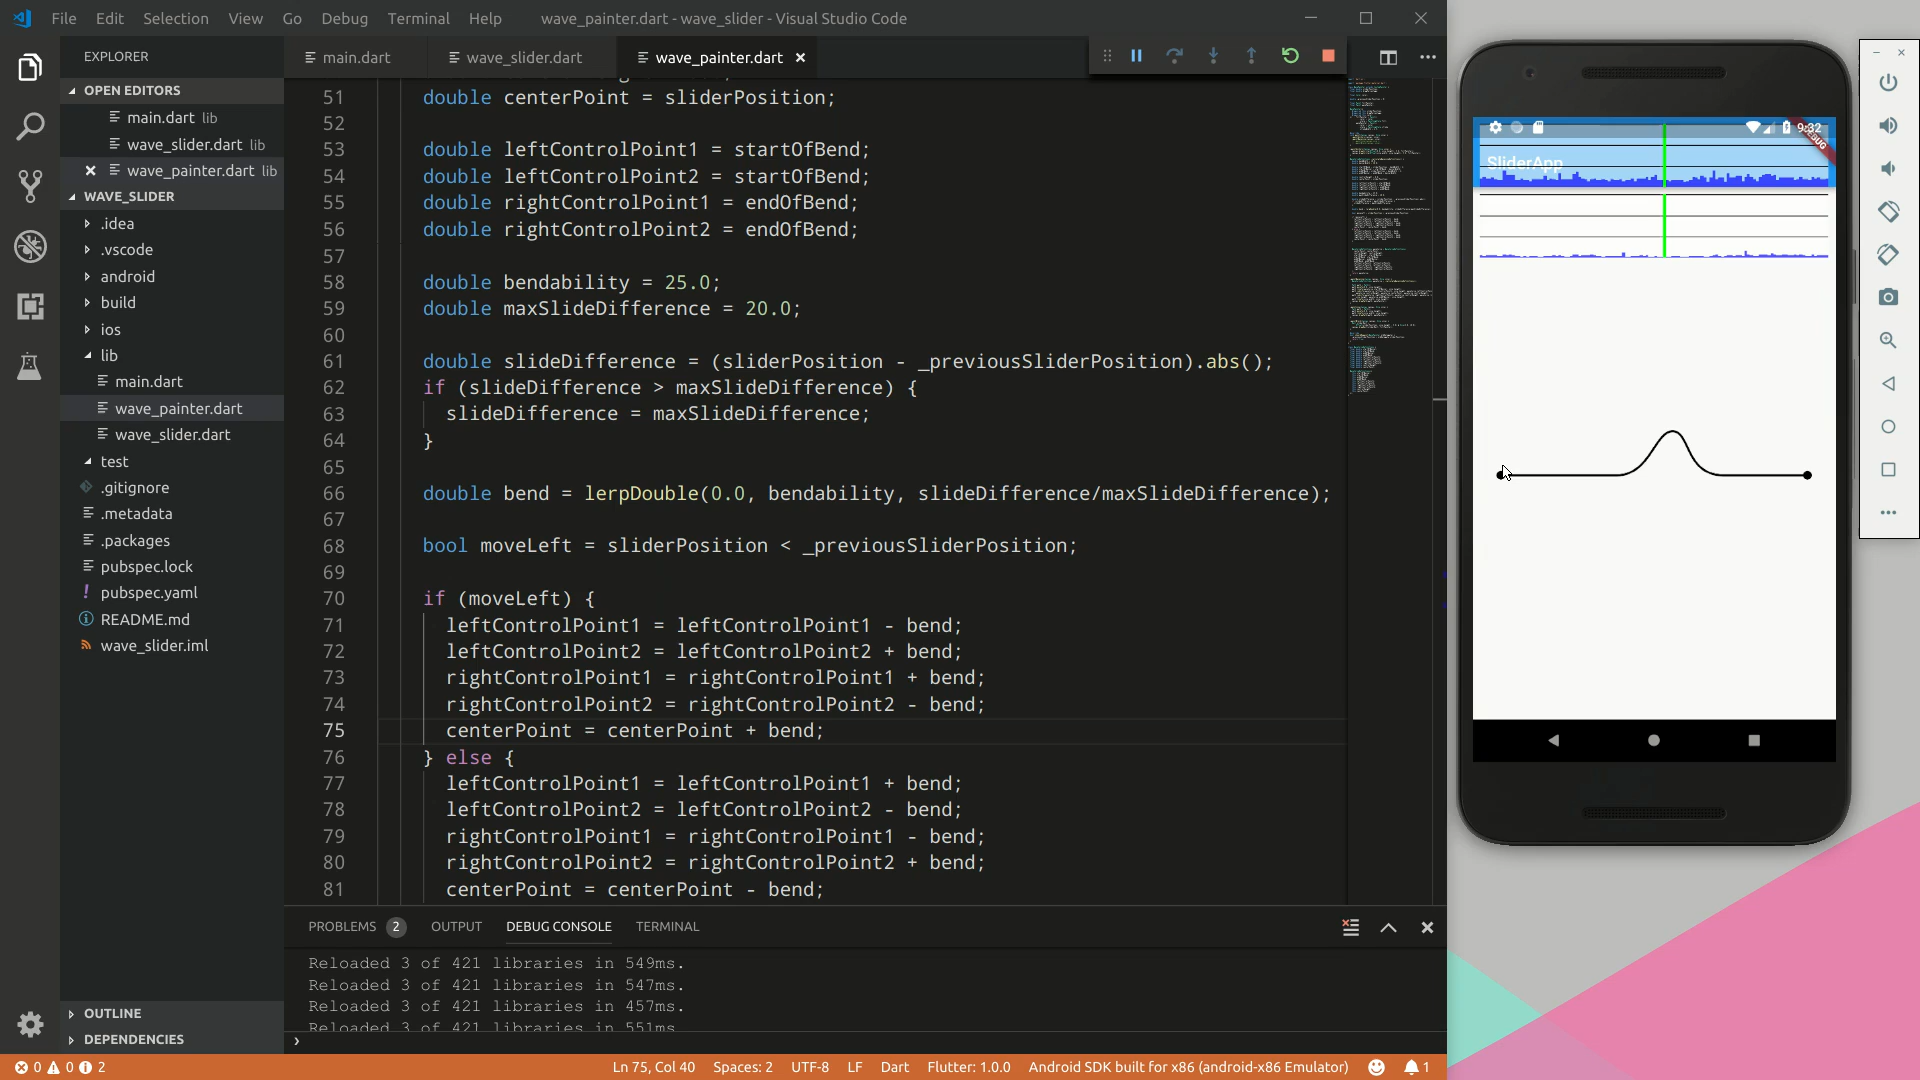 File Edit Selection View Go Debug Terminal Help
wave_painter.dart - wave_slider - Visual Studio Code
EXPLORER
OPEN EDITORS
main.dart lib
wave_slider.dart lib
wave_painter.dart lib
WAVE_SLIDER
.idea
.vscode
android
build
ios
lib
main.dart
wave_painter.dart
wave_slider.dart
test
.gitignore
.metadata
.packages
pubspec.lock
pubspec.yaml
README.md
wave_slider.iml
OUTLINE
DEPENDENCIES
main.dart
wave_slider.dart
wave_painter.dart
51 double centerPoint = sliderPosition;
52
53 double leftControlPoint1 = startOfBend;
54 double leftControlPoint2 = startOfBend;
55 double rightControlPoint1 = endOfBend;
56 double rightControlPoint2 = endOfBend;
57
58 double bendability = 25.0;
59 double maxSlideDifference = 20.0;
60
61 double slideDifference = (sliderPosition - _previousSliderPosition).abs();
62 if (slideDifference > maxSlideDifference) {
63 slideDifference = maxSlideDifference;
64 }
65
66 double bend = lerpDouble(0.0, bendability, slideDifference/maxSlideDifference);
67
68 bool moveLeft = sliderPosition < _previousSliderPosition;
69
70 if (moveLeft) {
71 leftControlPoint1 = leftControlPoint1 - bend;
72 leftControlPoint2 = leftControlPoint2 + bend;
73 rightControlPoint1 = rightControlPoint1 + bend;
74 rightControlPoint2 = rightControlPoint2 - bend;
75 centerPoint = centerPoint + bend;
76 } else {
77 leftControlPoint1 = leftControlPoint1 + bend;
78 leftControlPoint2 = leftControlPoint2 - bend;
79 rightControlPoint1 = rightControlPoint1 - bend;
80 rightControlPoint2 = rightControlPoint2 + bend;
81 centerPoint = centerPoint - bend;
PROBLEMS 2 OUTPUT DEBUG CONSOLE TERMINAL
Reloaded 3 of 421 libraries in 549ms.
Reloaded 3 of 421 libraries in 547ms.
Reloaded 3 of 421 libraries in 457ms.
Reloaded 3 of 421 libraries in 551ms
0 0 2
Ln 75, Col 40 Spaces: 2 UTF-8 LF Dart Flutter: 1.0.0 Android SDK built for x86 (android-x86 Emulator) 1
9:32
DEBUG
SliderApp